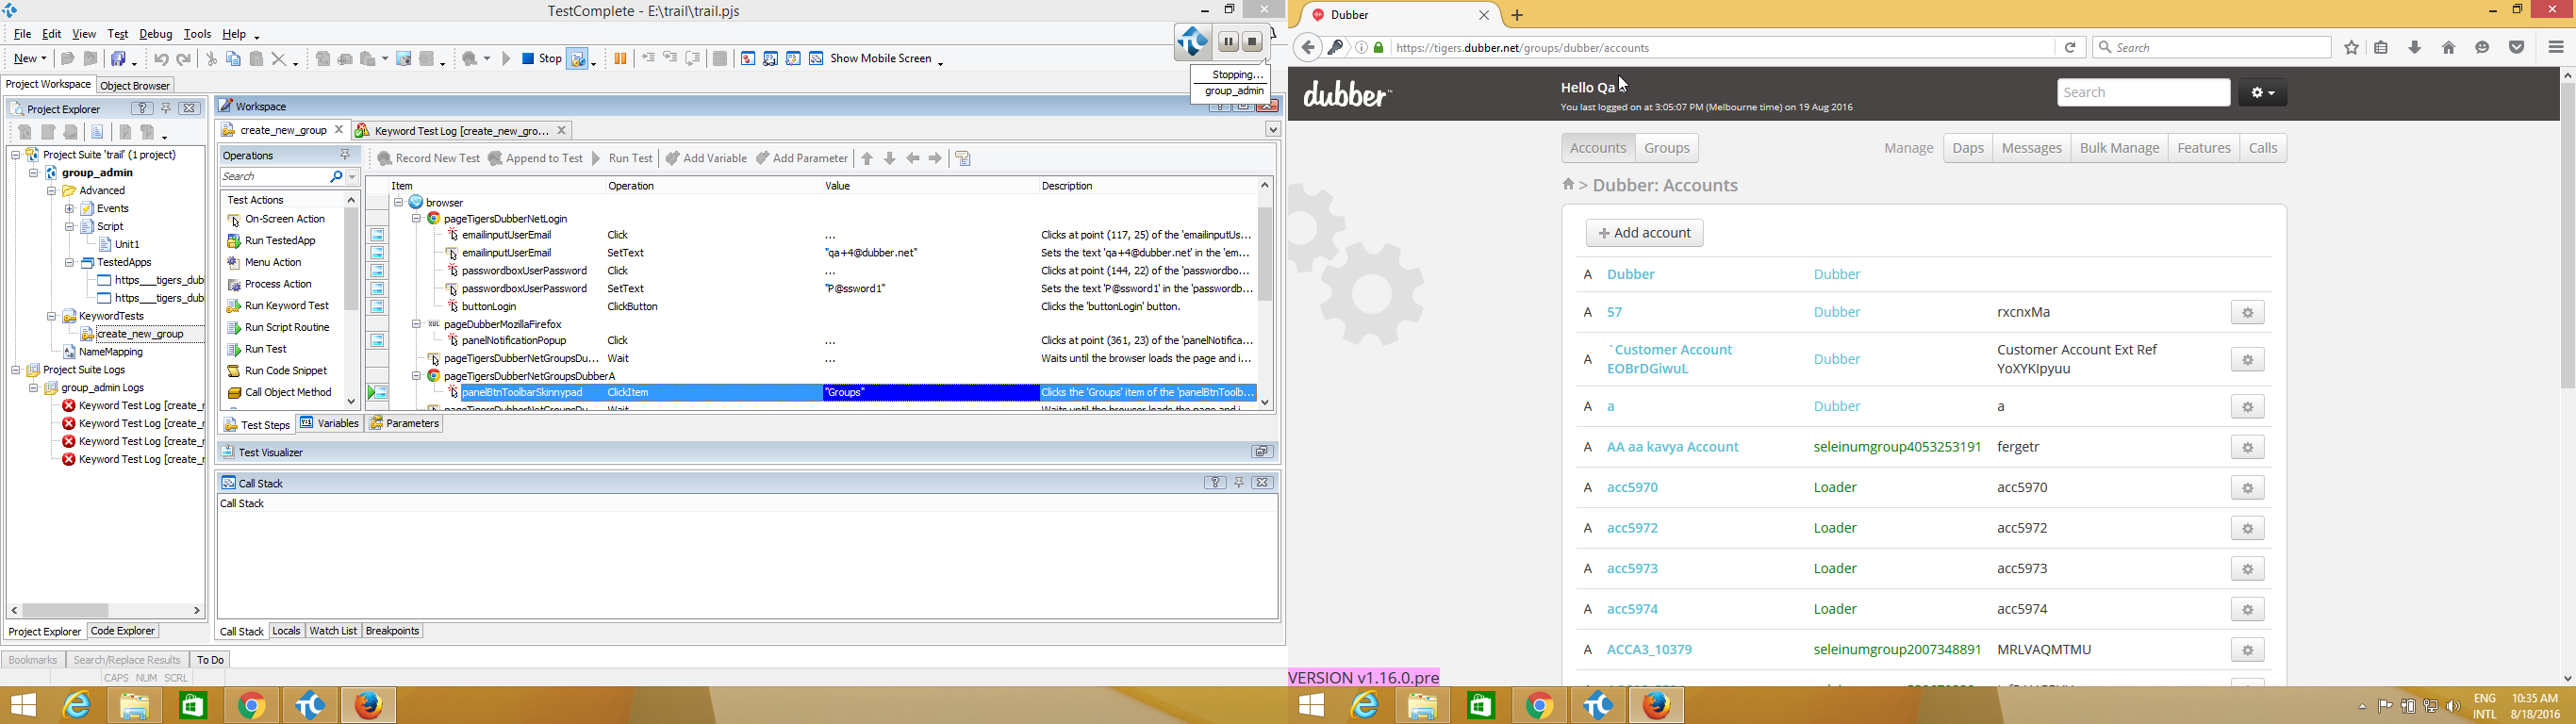 TestComplete - E:\trail\trail.pjs
File Edit View Test Debug Tools Help
New Stop Show Mobile Screen
Stopping...
group_admin
Project Workspace Object Browser
Project Explorer
Project Suite 'trail' (1 project)
group_admin
Advanced
Events
Script
Unit1
TestedApps
https___tigers_dub
https___tigers_dub
KeywordTests
create_new_group
NameMapping
Project Suite Logs
group_admin Logs
Keyword Test Log [create_r
Keyword Test Log [create_r
Keyword Test Log [create_r
Keyword Test Log [create_r
Project Explorer Code Explorer
Workspace
create_new_group Keyword Test Log [create_new_gro...
Operations
Search
Test Actions
On-Screen Action
Run TestedApp
Menu Action
Process Action
Run Keyword Test
Run Script Routine
Run Test
Run Code Snippet
Call Object Method
Record New Test Append to Test Run Test Add Variable Add Parameter
Item Operation Value Description
browser
pageTigersDubberNetLogin
emailinputUserEmail Click ... Clicks at point (117, 25) of the 'emailinputUs...
emailinputUserEmail SetText "qa+4@dubber.net" Sets the text 'qa+4@dubber.net' in the 'em...
passwordboxUserPassword Click ... Clicks at point (144, 22) of the 'passwordbo...
passwordboxUserPassword SetText "P@ssword1" Sets the text 'P@ssword1' in the 'passwordb...
buttonLogin ClickButton Clicks the 'buttonLogin' button.
XUL pageDubberMozillaFirefox
panelNotificationPopup Click ... Clicks at point (361, 23) of the 'panelNotifica...
pageTigersDubberNetGroupsDu... Wait ... Waits until the browser loads the page and i...
pageTigersDubberNetGroupsDubberA
panelBtnToolbarSkinnypad ClickItem "Groups" Clicks the 'Groups' item of the 'panelBtnToolb...
pageTigersDubberNetGroupsDu... Wait ... Waits until the browser loads the page and i...
Test Steps Variables Parameters
Test Visualizer
Call Stack
Call Stack
Call Stack Locals Watch List Breakpoints
Bookmarks Search/Replace Results To Do
CAPS NUM SCRL
Dubber
https://tigers.dubber.net/groups/dubber/accounts
Search
dubber™
Hello Qa
You last logged on at 3:05:07 PM (Melbourne time) on 19 Aug 2016
Search
Accounts Groups
Manage Daps Messages Bulk Manage Features Calls
> Dubber: Accounts
+ Add account
A Dubber Dubber
A 57 Dubber rxcnxMa
A `Customer Account EOBrDGiwuL Dubber Customer Account Ext Ref YoXYKIpyuu
A a Dubber a
A AA aa kavya Account seleinumgroup4053253191 fergetr
A acc5970 Loader acc5970
A acc5972 Loader acc5972
A acc5973 Loader acc5973
A acc5974 Loader acc5974
A ACCA3_10379 seleinumgroup2007348891 MRLVAQMTMU
VERSION v1.16.0.pre
ENG
INTL
10:35 AM
8/18/2016